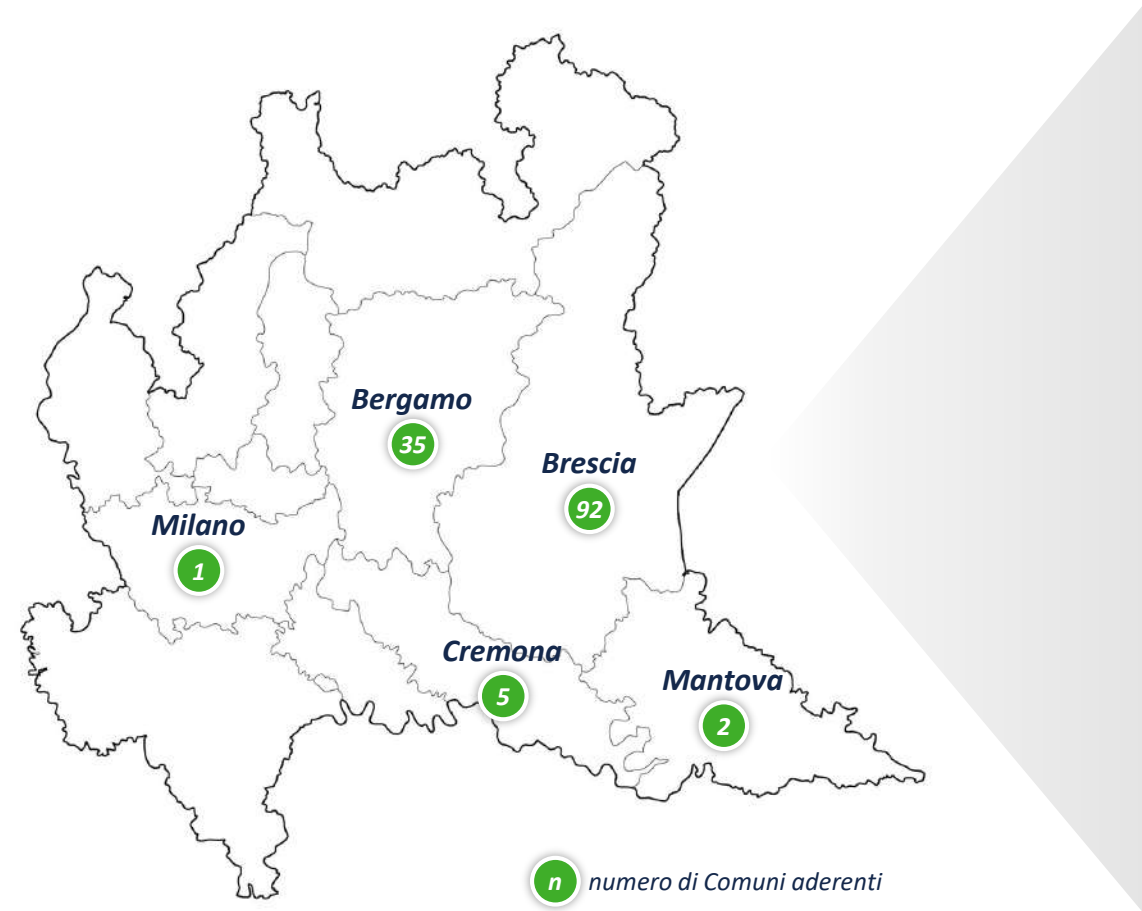 Bergamo
35
Brescia
92
Milano
1
Cremona
5
Mantova
2
n numero di Comuni aderenti